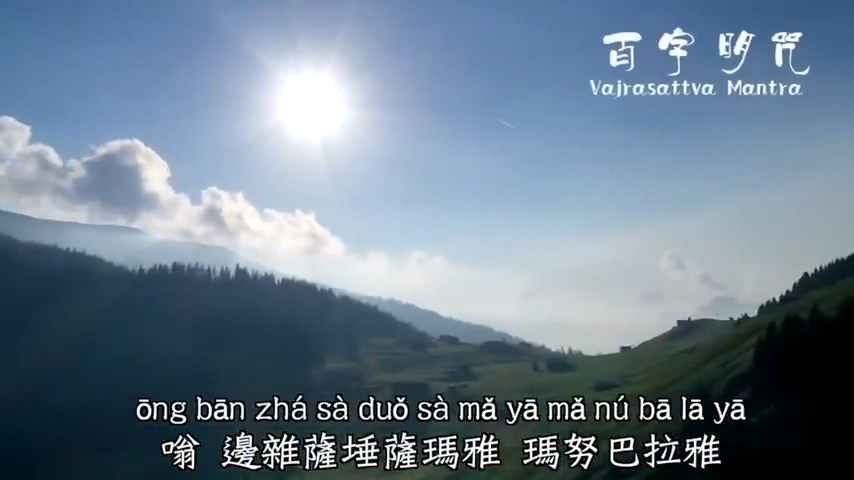 百字明咒
Vajrasattva Mantra
ōng bān zhá sà duǒ sà mǎ yā mǎ nú bā lā yā
嗡 邊雜薩埵薩瑪雅 瑪努巴拉雅